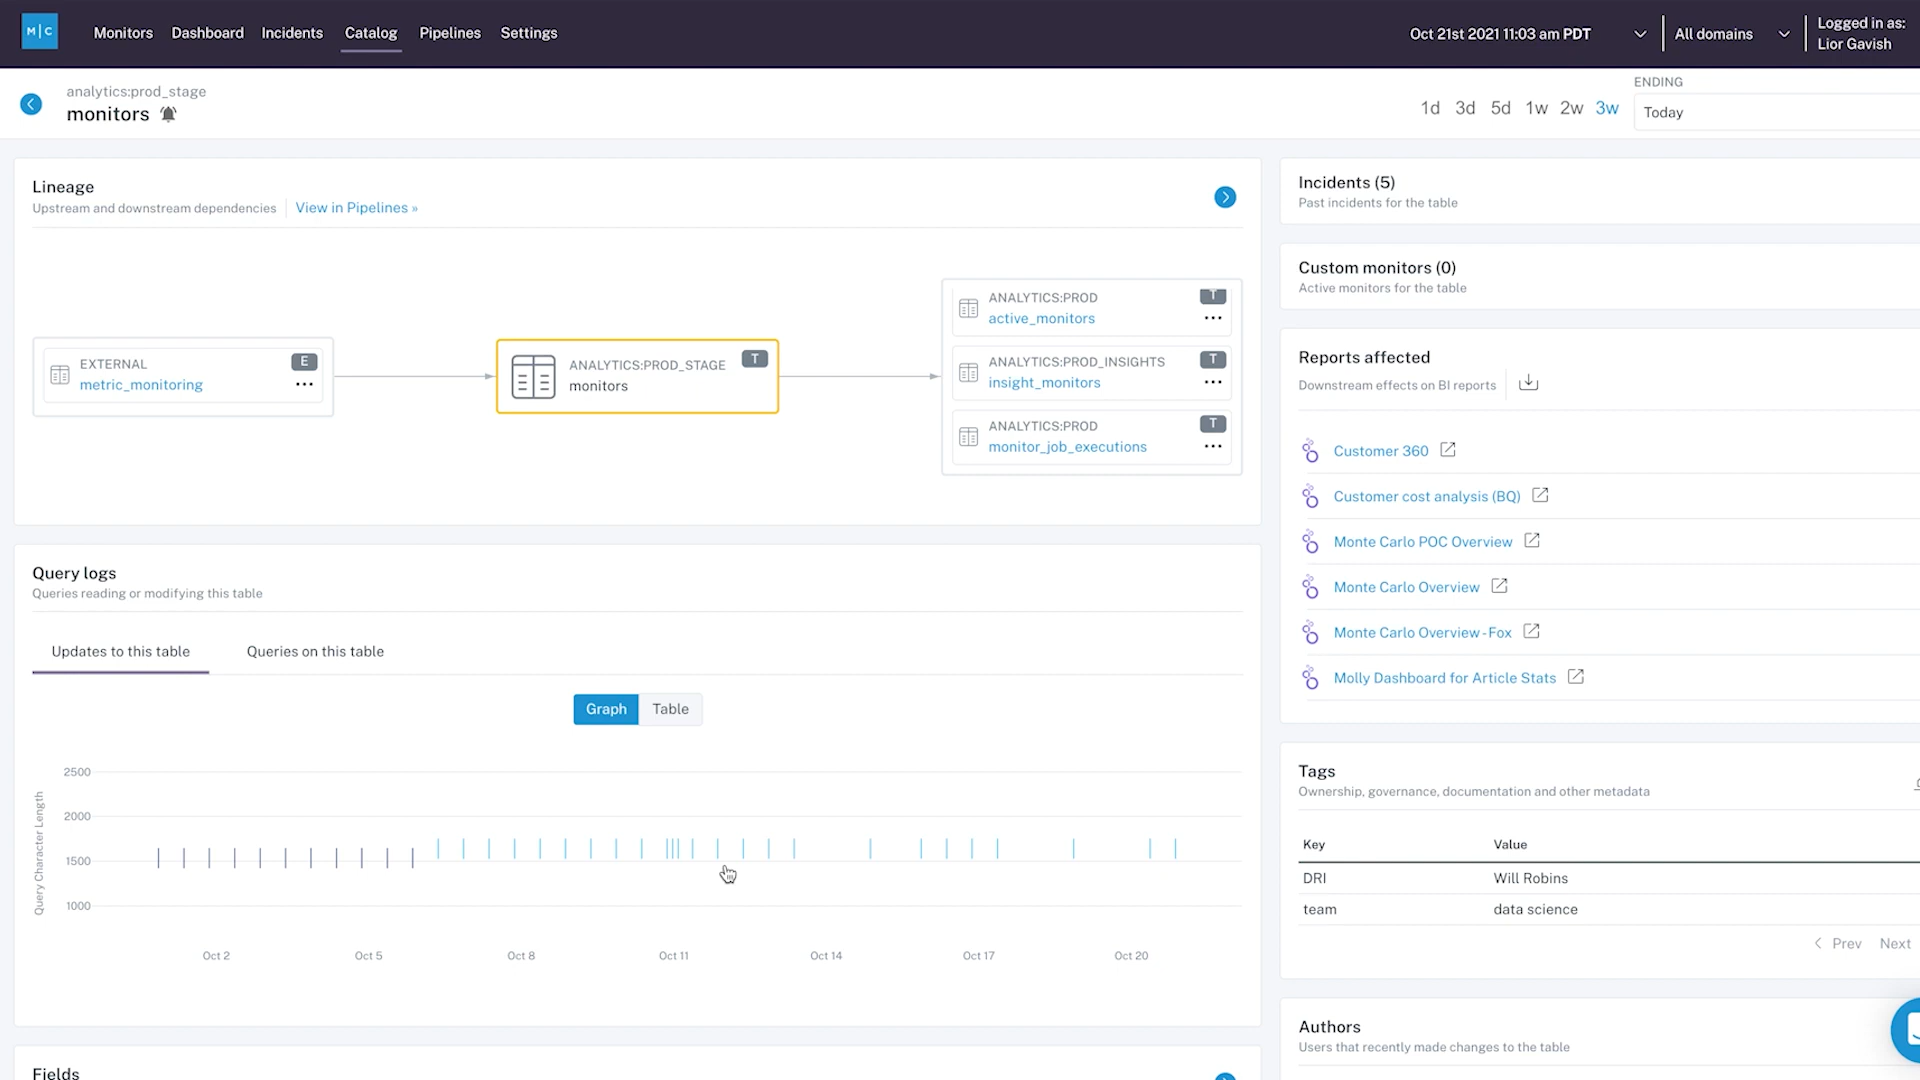 M|C
Monitors
Dashboard
Incidents
Catalog
Pipelines
Settings
Oct 21st 2021 11:03 am PDT
All domains
Logged in as:
Lior Gavish
analytics:prod_stage
monitors
1d
3d
5d
1w
2w
3w
ENDING
Today
Lineage
Upstream and downstream dependencies
View in Pipelines »
EXTERNAL
E
metric_monitoring
ANALYTICS:PROD_STAGE
T
monitors
ANALYTICS:PROD
T
active_monitors
ANALYTICS:PROD_INSIGHTS
T
insight_monitors
ANALYTICS:PROD
T
monitor_job_executions
Query logs
Queries reading or modifying this table
Updates to this table
Queries on this table
Graph
Table
Query Character Length
2500
2000
1500
1000
Oct 2
Oct 5
Oct 8
Oct 11
Oct 14
Oct 17
Oct 20
Fields
Incidents (5)
Past incidents for the table
Custom monitors (0)
Active monitors for the table
Reports affected
Downstream effects on BI reports
Customer 360
Customer cost analysis (BQ)
Monte Carlo POC Overview
Monte Carlo Overview
Monte Carlo Overview - Fox
Molly Dashboard for Article Stats
Tags
Ownership, governance, documentation and other metadata
Key
Value
DRI
Will Robins
team
data science
Prev
Next
Authors
Users that recently made changes to the table